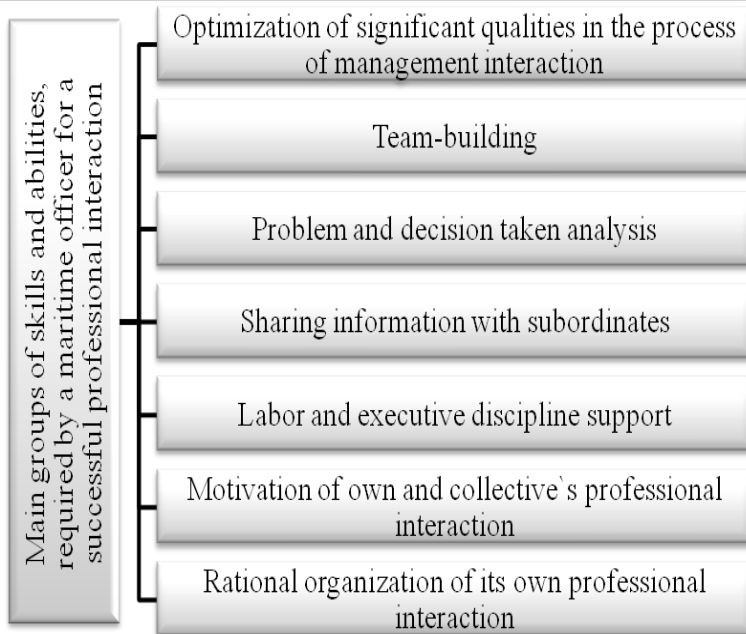 Main groups of skills and abilities,
required by a maritime officer for a
successful professional interaction
Optimization of significant qualities in the process
of management interaction
Team-building
Problem and decision taken analysis
Sharing information with subordinates
Labor and executive discipline support
Motivation of own and collective`s professional
interaction
Rational organization of its own professional
interaction